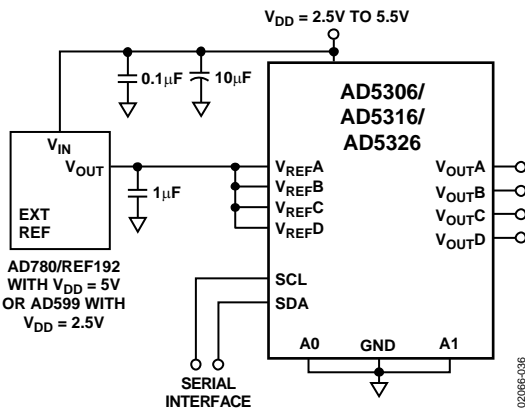 V_DD = 2.5V TO 5.5V
0.1μF
10μF
AD5306/
AD5316/
AD5326
V_IN
V_OUT
EXT
REF
1μF
V_REFA
V_REFB
V_REFC
V_REFD
V_OUTA
V_OUTB
V_OUTC
V_OUTD
AD780/REF192
WITH V_DD = 5V
OR AD599 WITH
V_DD = 2.5V
SCL
SDA
A0
GND
A1
SERIAL
INTERFACE
02066-036